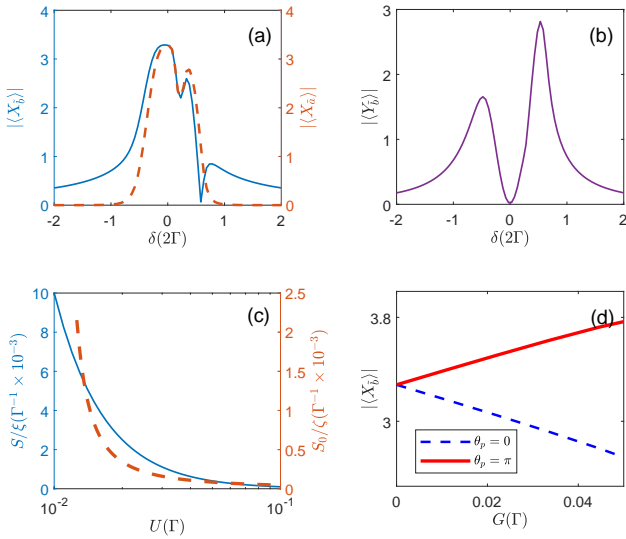 (a)
4
3
2
1
0
4
3
2
1
0
-2 -1 0 1 2
|⟨X_b̂⟩|
|⟨X_â⟩|
δ(2Γ)
(b)
3
2
1
0
-2 -1 0 1 2
|⟨Y_b̂⟩|
δ(2Γ)
(c)
10
8
6
4
2
0
2.5
2
1.5
1
0.5
0
10⁻² 10⁻¹
S/ξ(Γ⁻¹ × 10⁻³)
S₀/ζ(Γ⁻¹ × 10⁻³)
U(Γ)
(d)
3.8
3
0 0.02 0.04
|⟨X_b̂⟩|
θ_p = 0
θ_p = π
G(Γ)